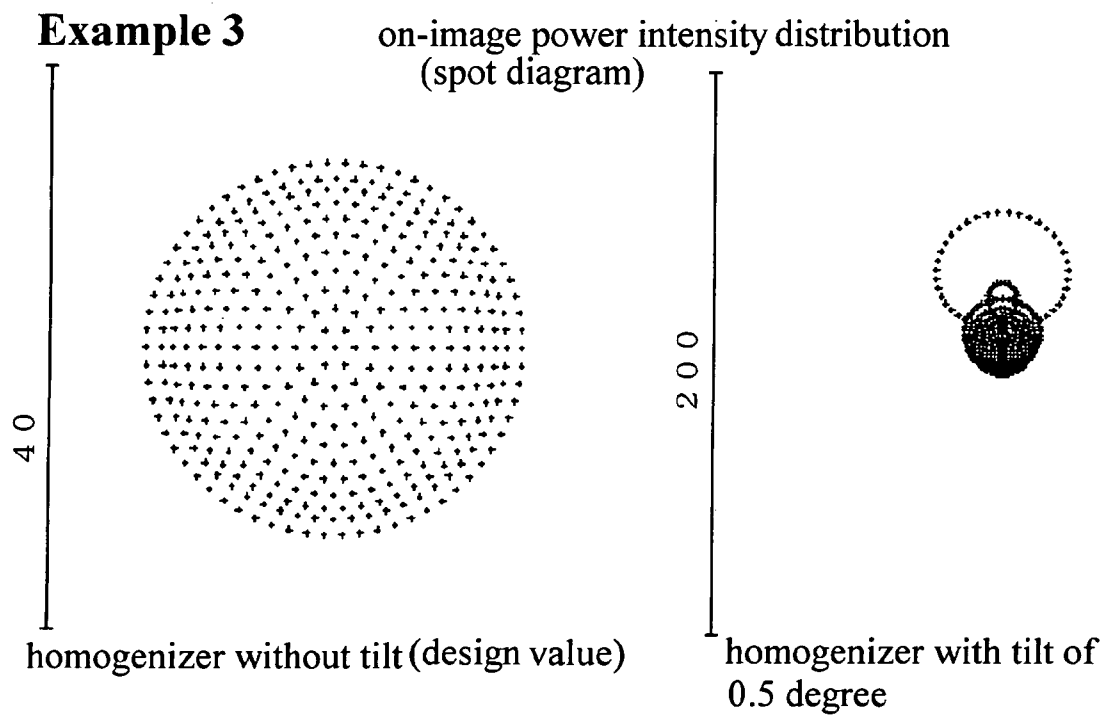 Example 3
on-image power intensity distribution
(spot diagram)
40
200
homogenizer without tilt (design value)
homogenizer with tilt of
0.5 degree